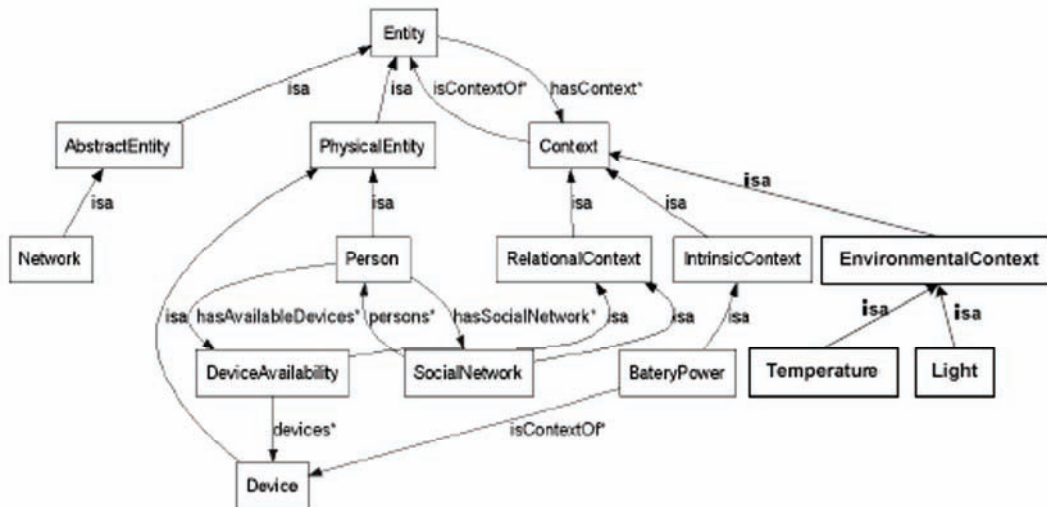 Entity
isa
isa
isContextOf*
hasContext*
AbstractEntity
PhysicalEntity
Context
isa
isa
isa
isa
isa
Network
Person
RelationalContext
IntrinsicContext
EnvironmentalContext
isa
hasAvailableDevices*
persons*
hasSocialNetwork*
isa
isa
isa
isa
isa
DeviceAvailability
SocialNetwork
BateryPower
Temperature
Light
devices*
isContextOf*
Device